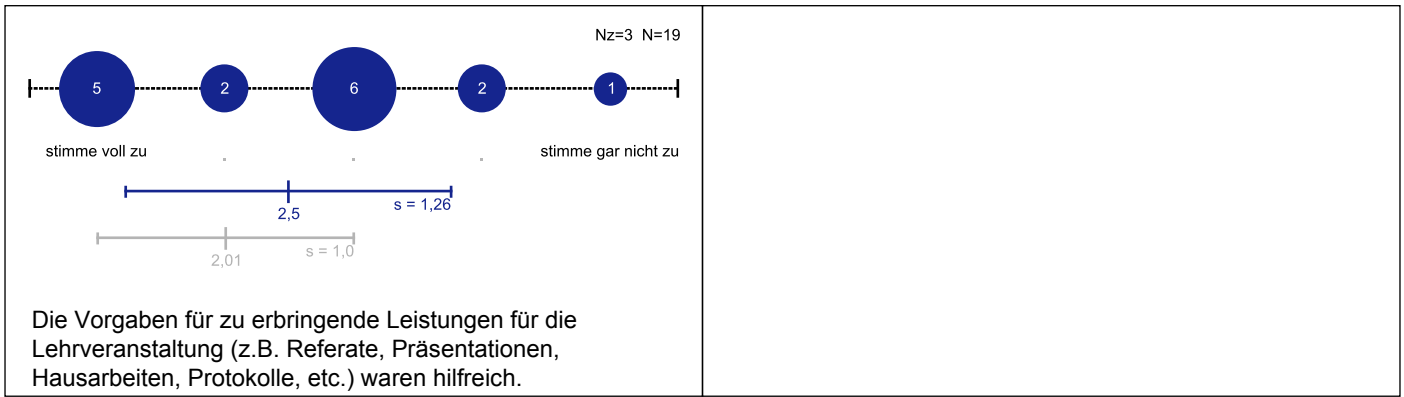 Nz=3 N=19
5 2 6 2 1
stimme voll zu . . . stimme gar nicht zu
s = 1,26
2,5
s = 1,0
2,01
Die Vorgaben für zu erbringende Leistungen für die
Lehrveranstaltung (z.B. Referate, Präsentationen,
Hausarbeiten, Protokolle, etc.) waren hilfreich.